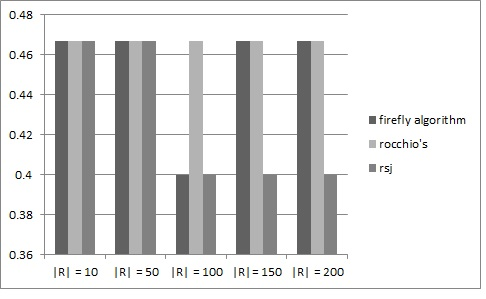 0.48
0.46
0.44
0.42
0.4
0.38
0.36
|R| = 10 |R| = 50 |R| = 100 |R| = 150 |R| = 200
firefly algorithm
rocchio's
rsj